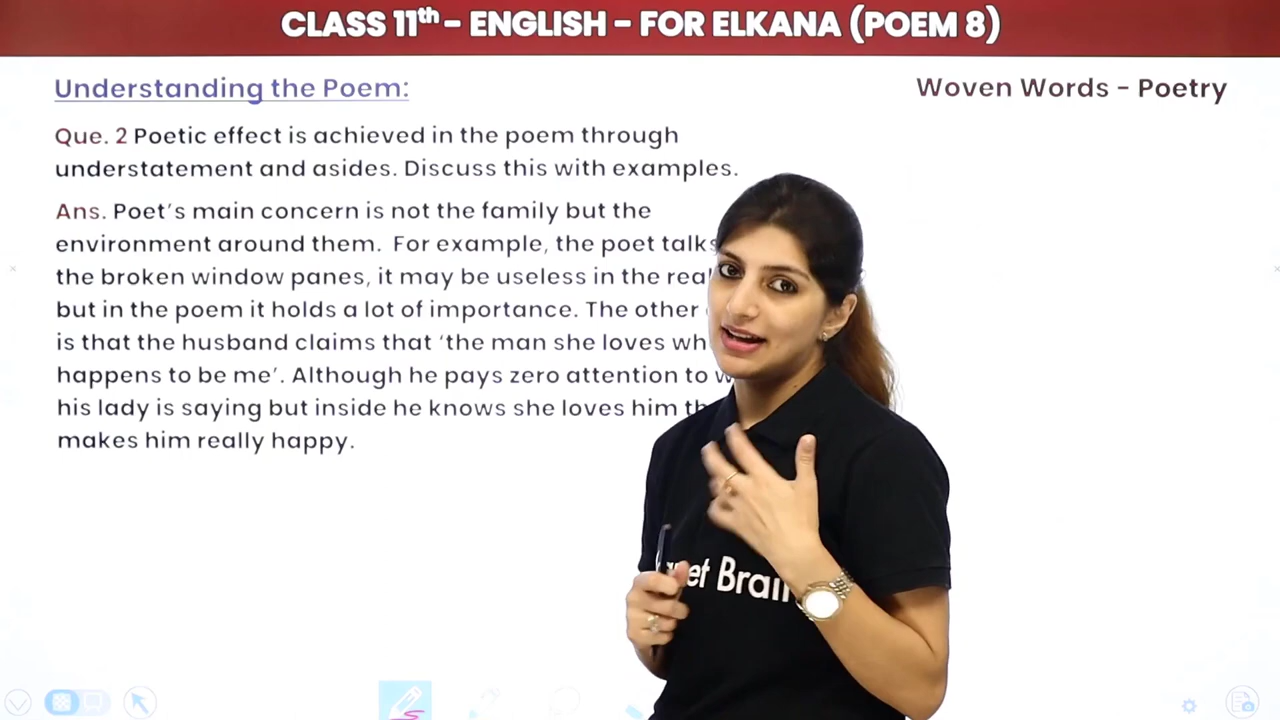 CLASS 11th - ENGLISH - FOR ELKANA (POEM 8)
Understanding the Poem:
Woven Words - Poetry
Que. 2 Poetic effect is achieved in the poem through
understatement and asides. Discuss this with examples.
Ans. Poet's main concern is not the family but the
environment around them. For example, the poet talks
the broken window panes, it may be useless in the
but in the poem it holds a lot of importance. The other
is that the husband claims that 'the man she loves
happens to be me'. Although he pays zero attention to
his lady is saying but inside he knows she loves him
makes him really happy.
et Brain